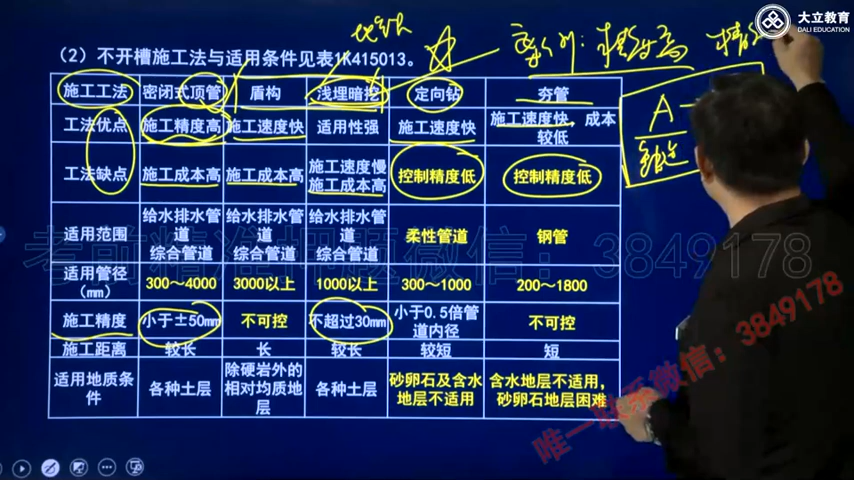 大立教育
DALI EDUCATION
（2）不开槽施工法与适用条件见表1K415013。
施工工法 密闭式顶管 盾构 浅埋暗挖 定向钻 夯管
工法优点 施工精度高 施工速度快 适用性强 施工速度快 施工速度快，成本较低
工法缺点 施工成本高 施工成本高 施工速度慢 施工成本高 控制精度低 控制精度低
适用范围 给水排水管道 综合管道 给水排水管道 综合管道 给水排水管道 综合管道 柔性管道 钢管
适用管径（mm） 300～4000 3000以上 1000以上 300～1000 200～1800
施工精度 小于±50mm 不可控 不超过30mm 小于0.5倍管道内径 不可控
施工距离 较长 长 较长 较短 短
适用地质条件 各种土层 除硬岩外的相对均质地层 各种土层 砂卵石及含水地层不适用 含水地层不适用，砂卵石地层困难
考前精准押题微信：3849178
唯一联系微信：3849178
A